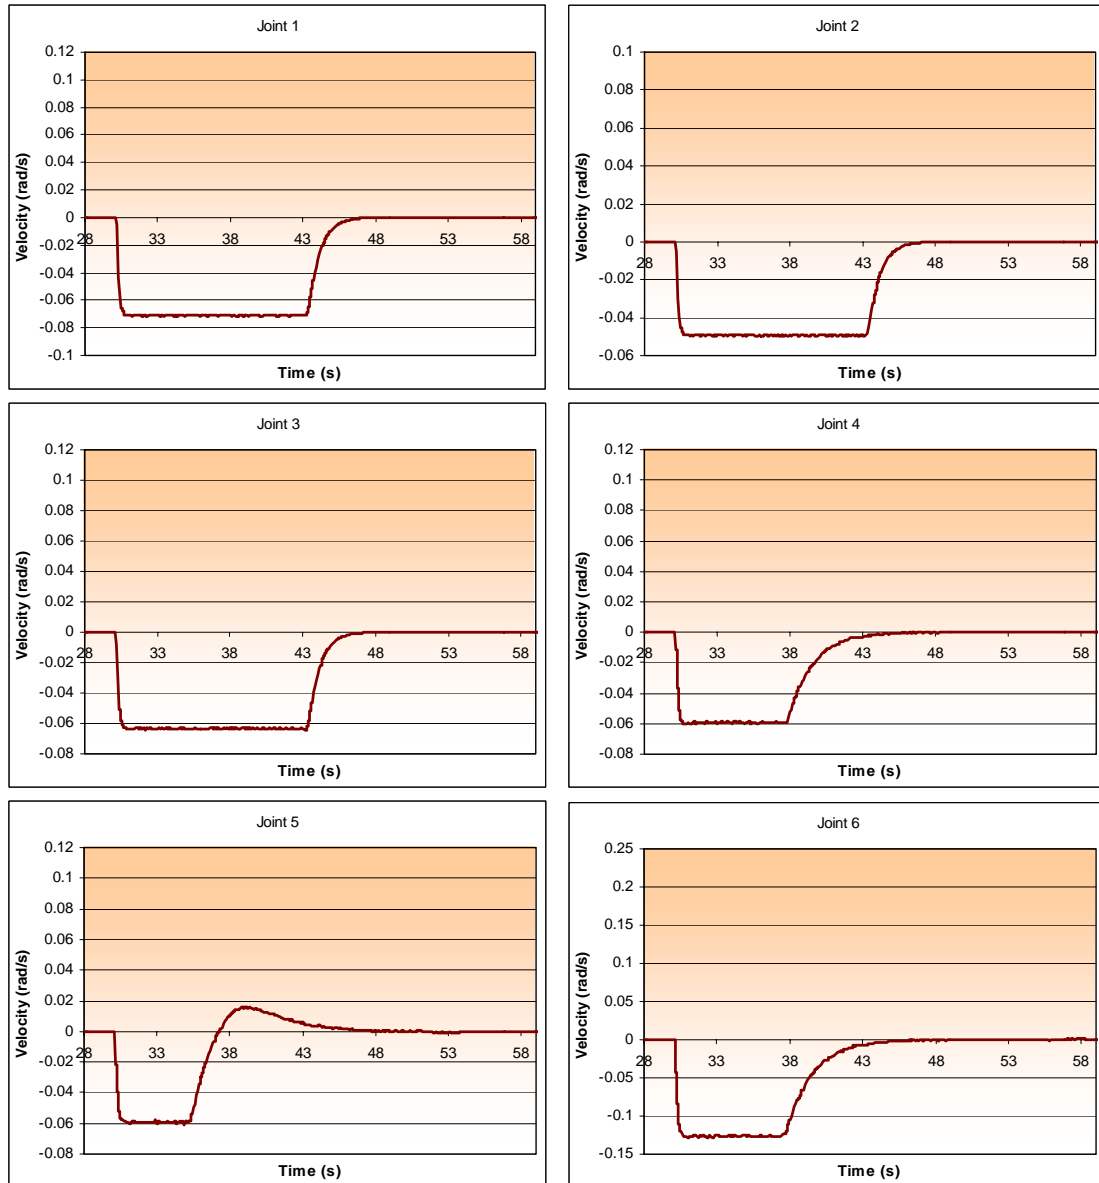 Joint 1
0.12
0.1
0.08
0.06
0.04
0.02
0
-0.02
-0.04
-0.06
-0.08
-0.1
28 33 38 43 48 53 58
Velocity (rad/s)
Time (s)
Joint 2
0.1
0.08
0.06
0.04
0.02
0
-0.02
-0.04
-0.06
28 33 38 43 48 53 58
Velocity (rad/s)
Time (s)
Joint 3
0.12
0.1
0.08
0.06
0.04
0.02
0
-0.02
-0.04
-0.06
-0.08
28 33 38 43 48 53 58
Velocity (rad/s)
Time (s)
Joint 4
0.12
0.1
0.08
0.06
0.04
0.02
0
-0.02
-0.04
-0.06
-0.08
28 33 38 43 48 53 58
Velocity (rad/s)
Time (s)
Joint 5
0.12
0.1
0.08
0.06
0.04
0.02
0
-0.02
-0.04
-0.06
-0.08
28 33 38 43 48 53 58
Velocity (rad/s)
Time (s)
Joint 6
0.25
0.2
0.15
0.1
0.05
0
-0.05
-0.1
-0.15
28 33 38 43 48 53 58
Velocity (rad/s)
Time (s)